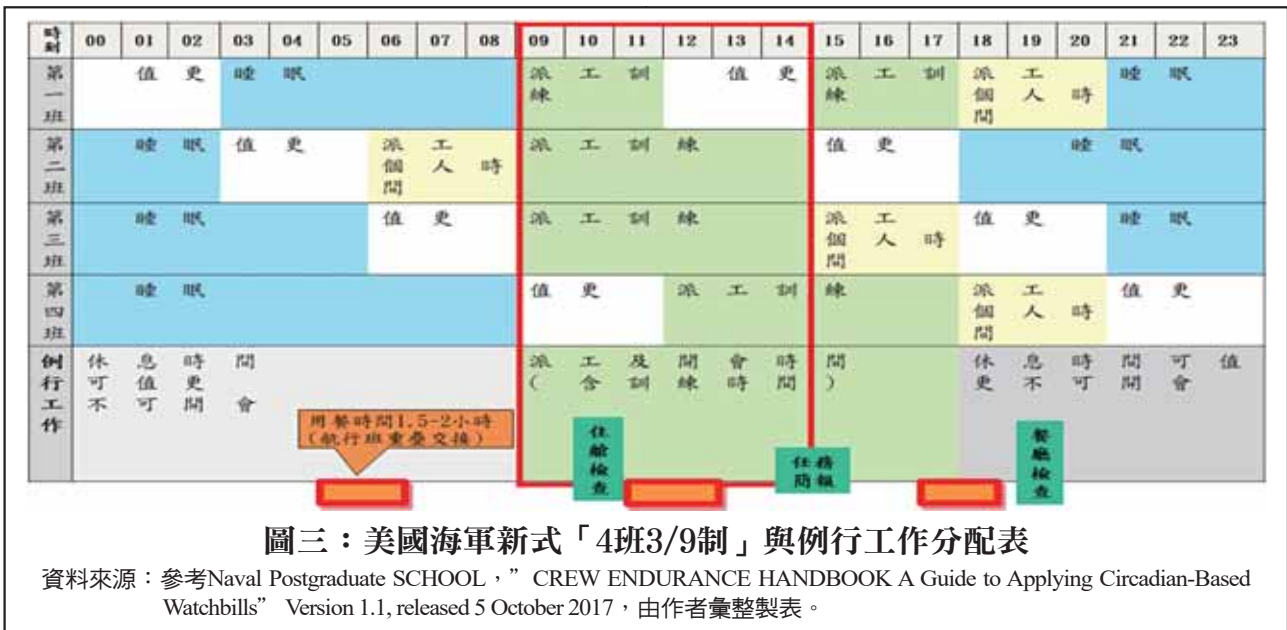 時刻 00 01 02 03 04 05 06 07 08 09 10 11 12 13 14 15 16 17 18 19 20 21 22 23
第一班 值更 睡眠 派工訓練 值更 派工訓練 派工個人時間 睡眠
第二班 睡眠 值更 派工個人時間 派工訓練 值更 睡眠
第三班 睡眠 值更 派工訓練 派工個人時間 值更 睡眠
第四班 睡眠 值更 派工訓練 派工個人時間 值更
例行工作 休息時間可值更不可開會 派工及開會時間(含訓練時間) 休息時間可值更不可開會
用餐時間1.5-2小時
(航行班重疊交接)
住艙檢查
任務簡報
餐廳檢查
圖三：美國海軍新式「4班3/9制」與例行工作分配表
資料來源：參考Naval Postgraduate SCHOOL，” CREW ENDURANCE HANDBOOK A Guide to Applying Circadian-Based
Watchbills” Version 1.1, released 5 October 2017，由作者彙整製表。